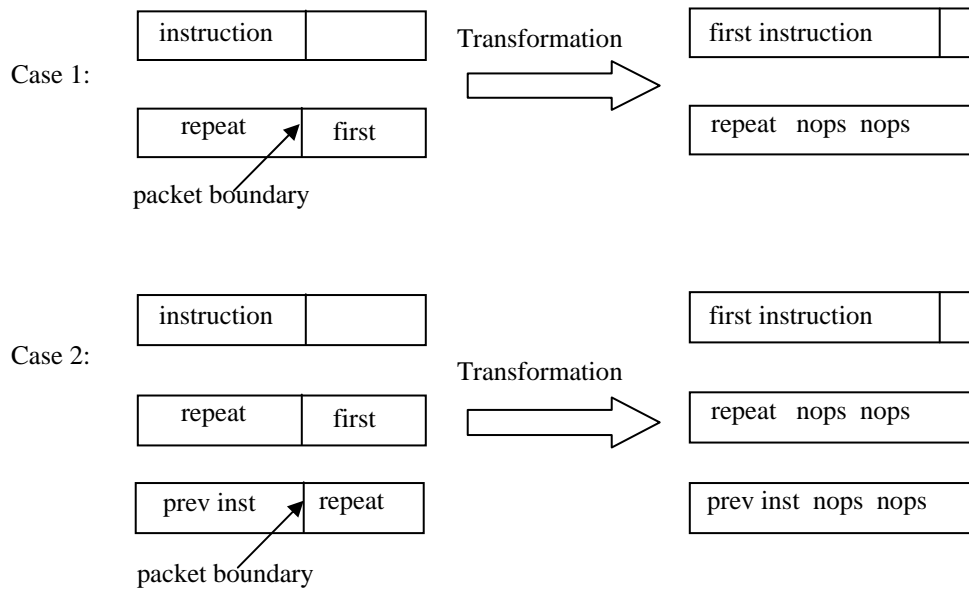 instruction
Transformation
first instruction
Case 1:
repeat first
repeat nops nops
packet boundary
instruction
first instruction
Case 2:
Transformation
repeat first
repeat nops nops
prev inst repeat
prev inst nops nops
packet boundary